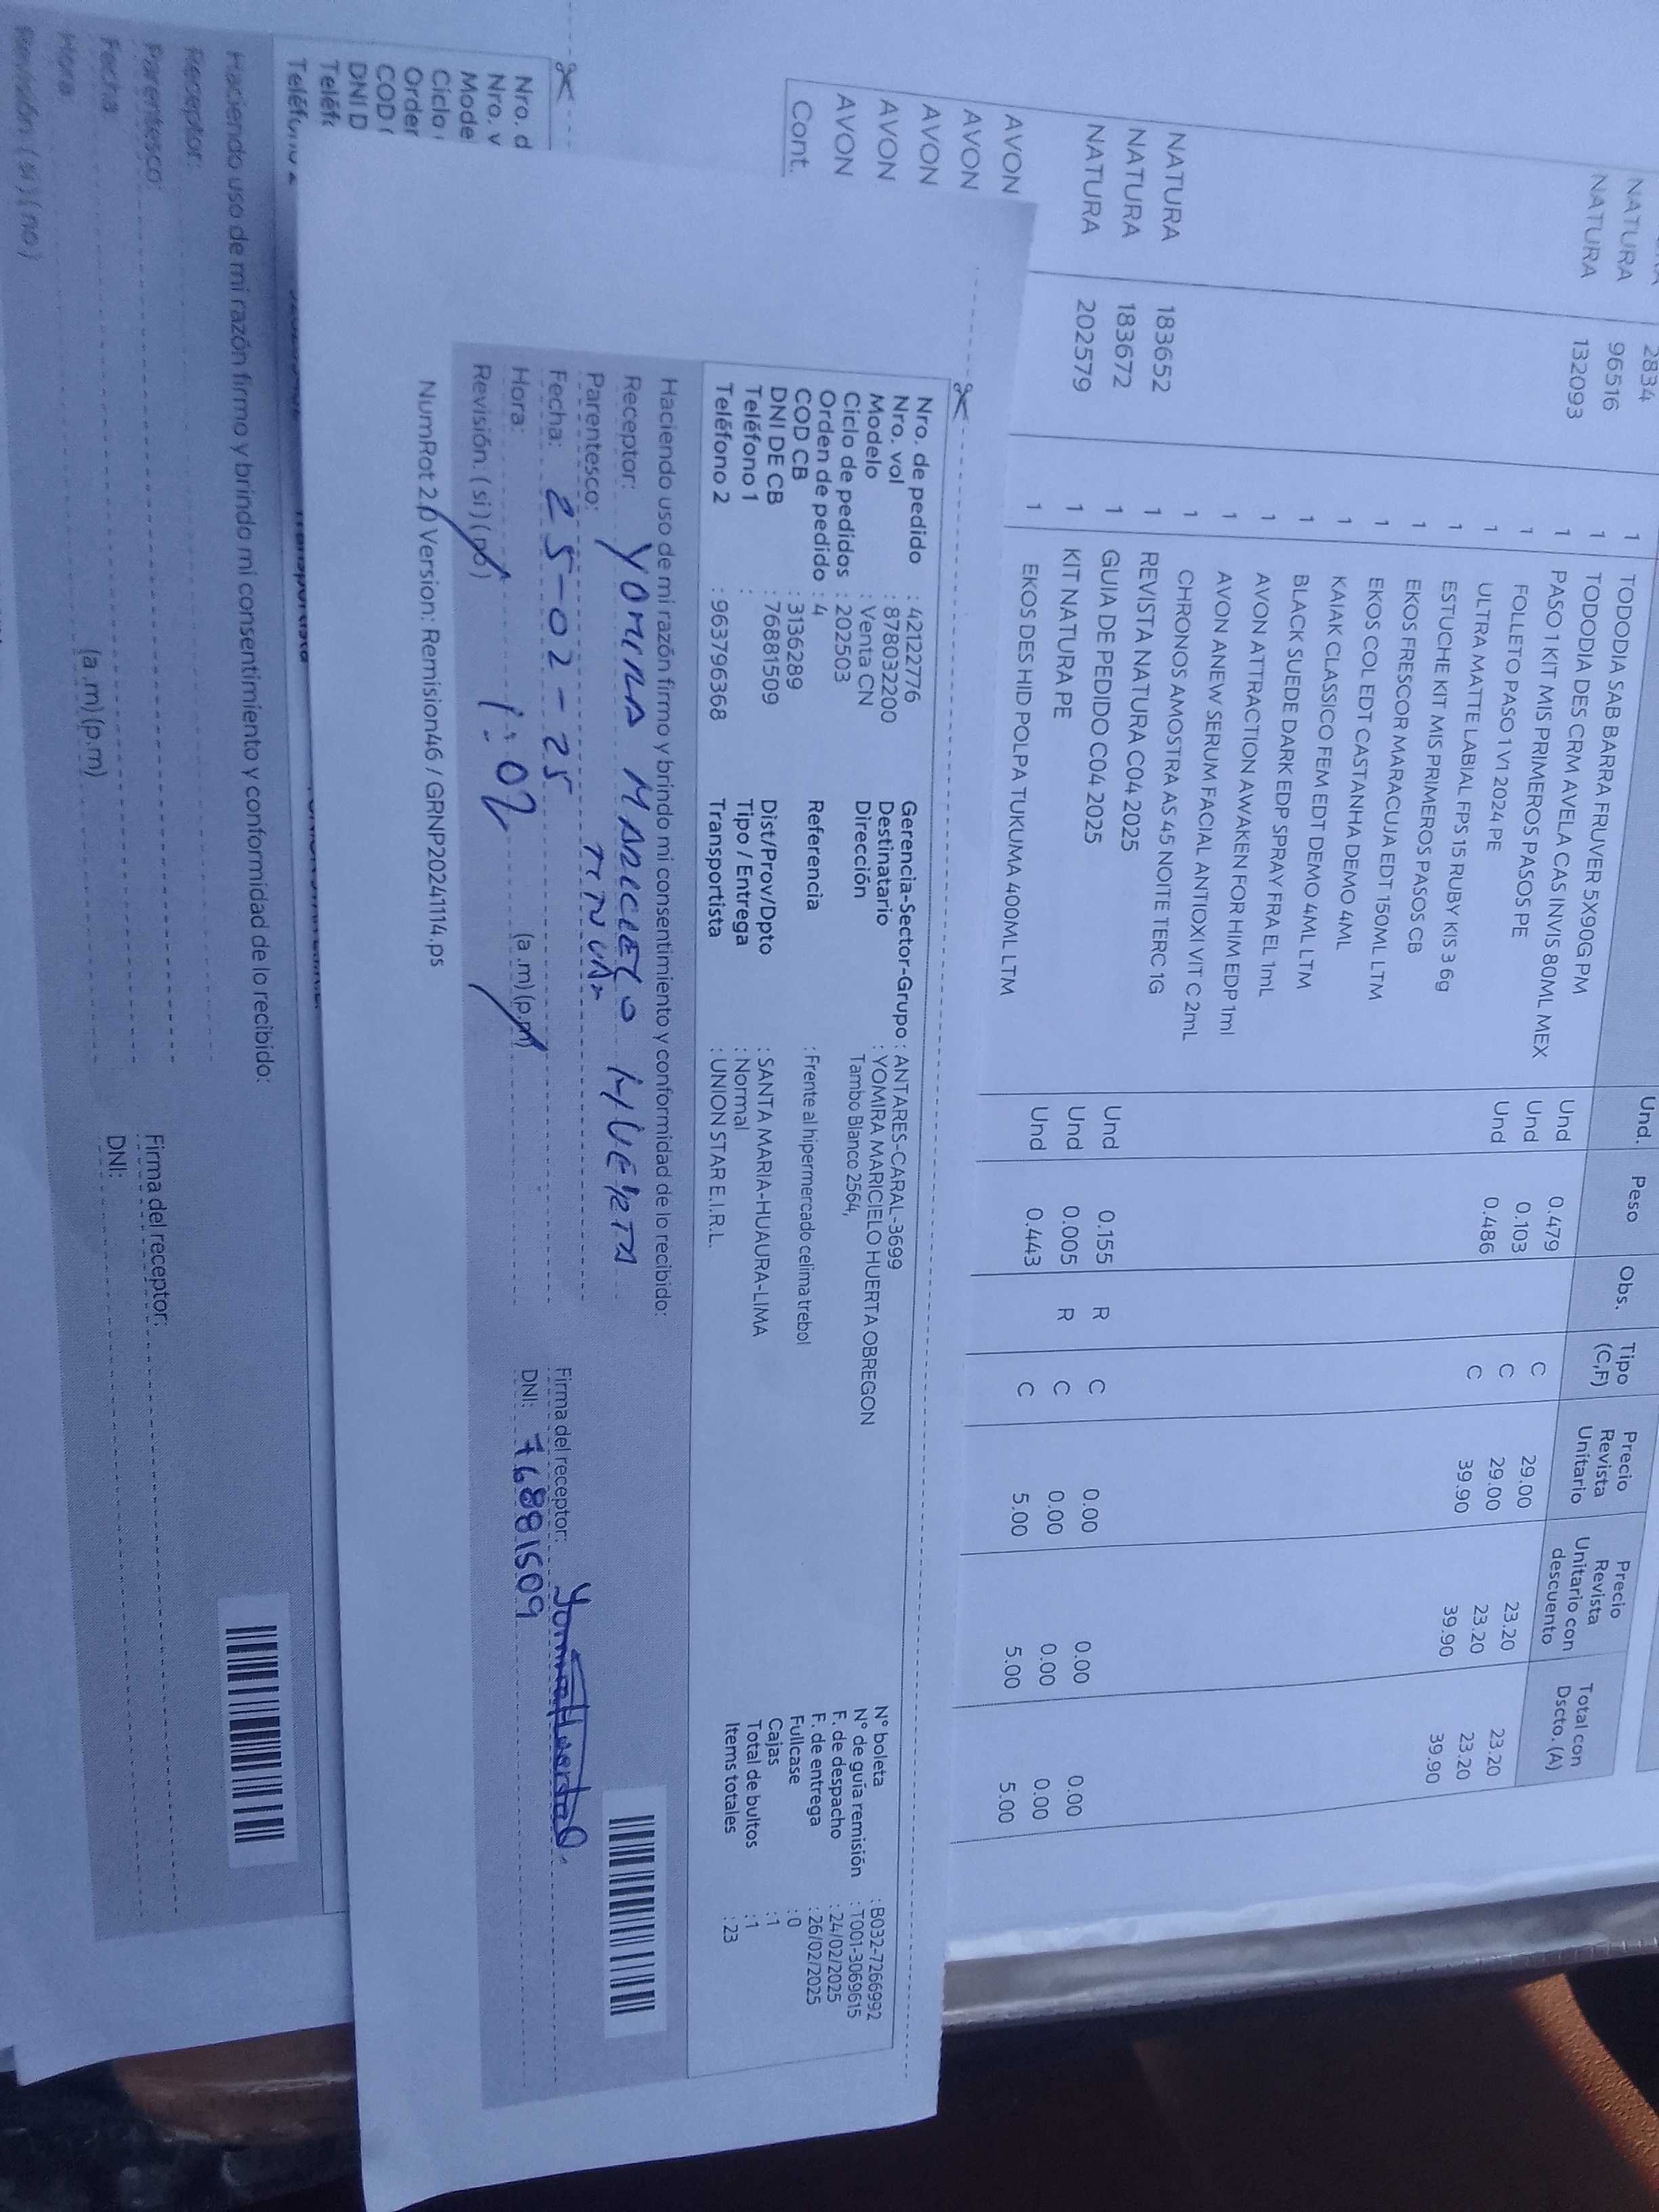 Und. Peso Obs. Tipo (C,F) Precio Revista Unitario Precio Revista Unitario con descuento Total con Dscto. (A)
2834
NATURA 96516
NATURA 132093
NATURA 183652
NATURA 183672
NATURA 202579
AVON
AVON
AVON
AVON
AVON
Cont.
1 TODODIA SAB BARRA FRUVER 5X90G PM Und 0.479 C 29.00 23.20 23.20
1 TODODIA DES CRM AVELA CAS INVIS 80ML MEX Und 0.103 C 29.00 23.20 23.20
1 PASO 1 KIT MIS PRIMEROS PASOS PE Und 0.486 C 39.90 39.90 39.90
1 FOLLETO PASO 1 V1 2024 PE
1 ULTRA MATTE LABIAL FPS 15 RUBY KIS 3 6g
1 ESTUCHE KIT MIS PRIMEROS PASOS CB
1 EKOS FRESCOR MARACUJA EDT 150ML LTM
1 EKOS COL EDT CASTANHA DEMO 4ML
1 KAIAK CLASSICO FEM EDT DEMO 4ML LTM
1 BLACK SUEDE DARK EDP SPRAY FRA EL 1mL
1 AVON ATTRACTION AWAKEN FOR HIM EDP 1ml
1 AVON ANEW SERUM FACIAL ANTIOXI VIT C 2mL
1 CHRONOS AMOSTRA AS 45 NOITE TERC 1G
1 REVISTA NATURA C04 2025 Und 0.155 R C 0.00 0.00 0.00
1 GUIA DE PEDIDO C04 2025 Und 0.005 R C 0.00 0.00 0.00
1 KIT NATURA PE Und 0.443 C 5.00 5.00 5.00
EKOS DES HID POLPA TUKUMA 400ML LTM
Nro. de pedido : 42122776
Nro. vol : 878032200
Modelo : Venta CN
Ciclo de pedidos : 202503
Orden de pedido : 4
COD CB : 3136289
DNI DE CB : 76881509
Teléfono 1 :
Teléfono 2 : 963796368
Gerencia-Sector-Grupo : ANTARES-CARAL-3699
Destinatario : YOMIRA MARICIELO HUERTA OBREGON
Dirección Tambo Blanco 2564,
Referencia : Frente al hipermercado celima trebol
Dist/Prov/Dpto : SANTA MARIA-HUAURA-LIMA
Tipo / Entrega : Normal
Transportista : UNION STAR E.I.R.L.
N° boleta : B032-7266992
N° de guía remisión : T001-3069615
F. de despacho : 24/02/2025
F. de entrega : 26/02/2025
Fullcase : 0
Cajas : 1
Total de bultos : 1
Items totales : 23
Haciendo uso de mi razón firmo y brindo mi consentimiento y conformidad de lo recibido:
Receptor: YOMIRA MARICIELO HUERTA
Parentesco: TITULAR
Fecha: 25-02-25
Hora: 1:02 (a.m) (p.m)
Revisión: (si) (no)
Firma del receptor: Yomira Huerta O.
DNI: 76881509
NumRot 2.0 Version: Remision46 / GRNP20241114.ps
Nro. d
Nro. v
Mode
Ciclo
Order
COD
DNI D
Teléfo
Teléfono 2
Haciendo uso de mi razón firmo y brindo mi consentimiento y conformidad de lo recibido:
Receptor:
Parentesco:
Fecha:
Hora: (a.m) (p.m)
Revisión (si) (no)
Firma del receptor:
DNI: